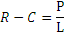 R − C = P/L